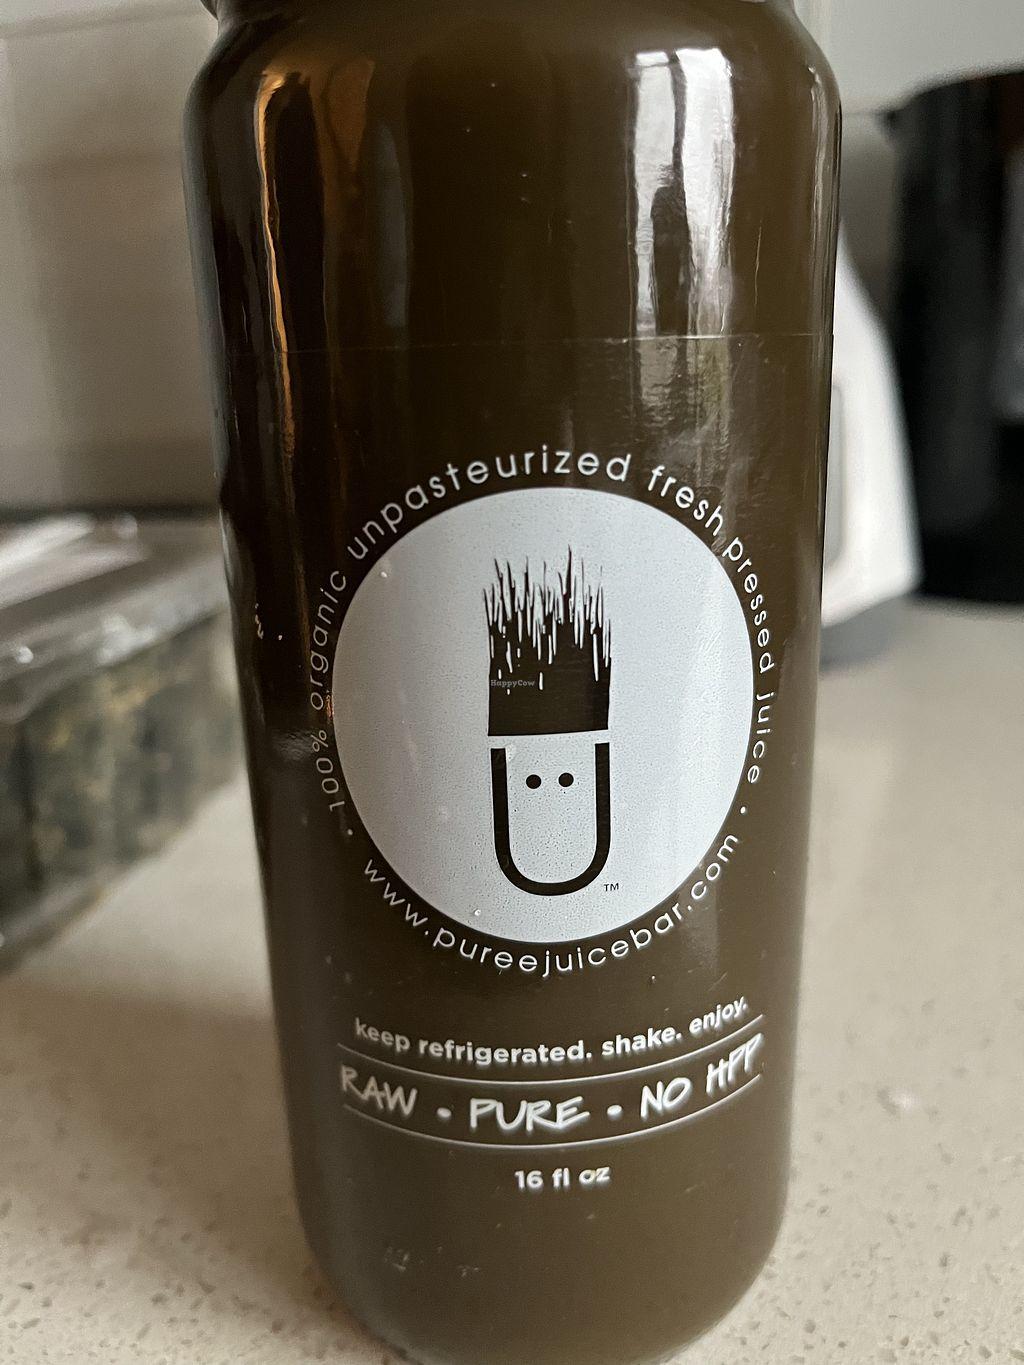 100% organic unpasteurized fresh pressed juice •
www.pureejuicebar.com •
HappyCow
TM
keep refrigerated. shake. enjoy.
RAW • PURE • NO HPP
16 fl oz